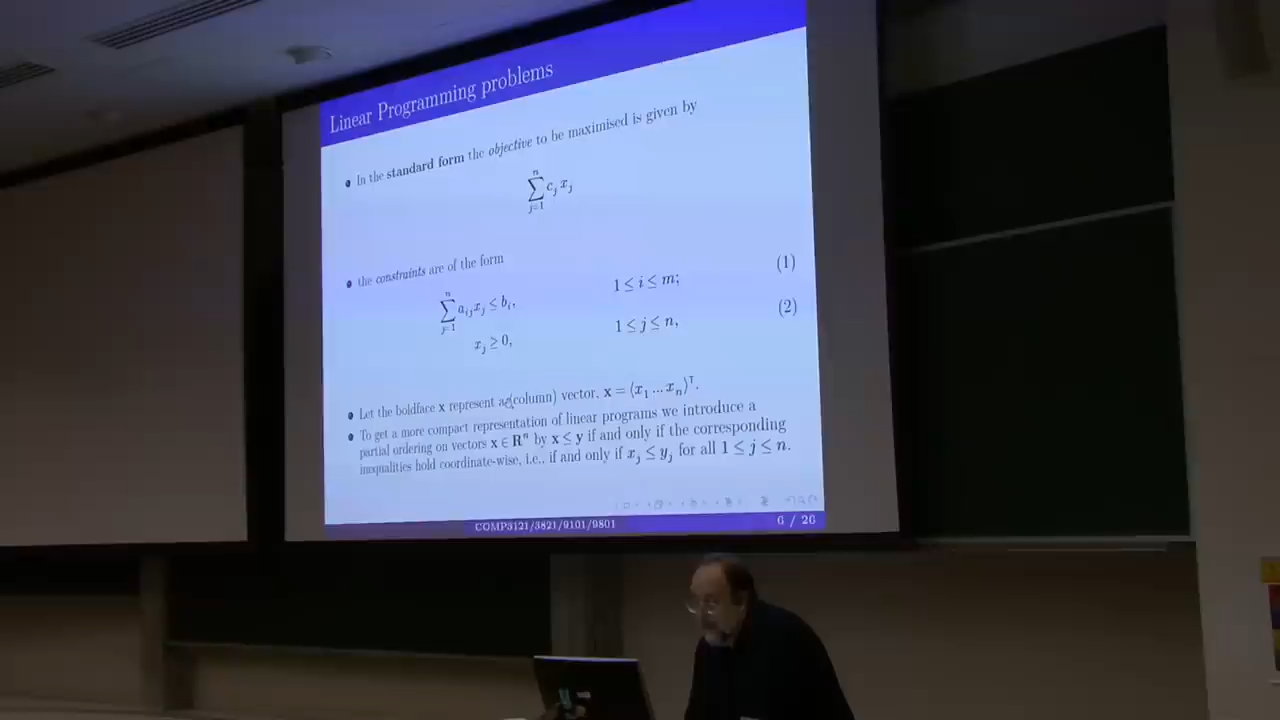 Linear Programming problems
• In the standard form the objective to be maximised is given by
n
∑ c_j x_j
j=1
• the constraints are of the form
n
∑ a_ij x_j ≤ b_i, 1 ≤ i ≤ m; (1)
j=1
x_j ≥ 0, 1 ≤ j ≤ n, (2)
• Let the boldface x represent a (column) vector, x = ⟨x_1 ... x_n⟩^T.
• To get a more compact representation of linear programs we introduce a
partial ordering on vectors x ∈ R^n by x ≤ y if and only if the corresponding
inequalities hold coordinate-wise, i.e., if and only if x_j ≤ y_j for all 1 ≤ j ≤ n.
COMP3121/3821/9101/9801 6 / 26